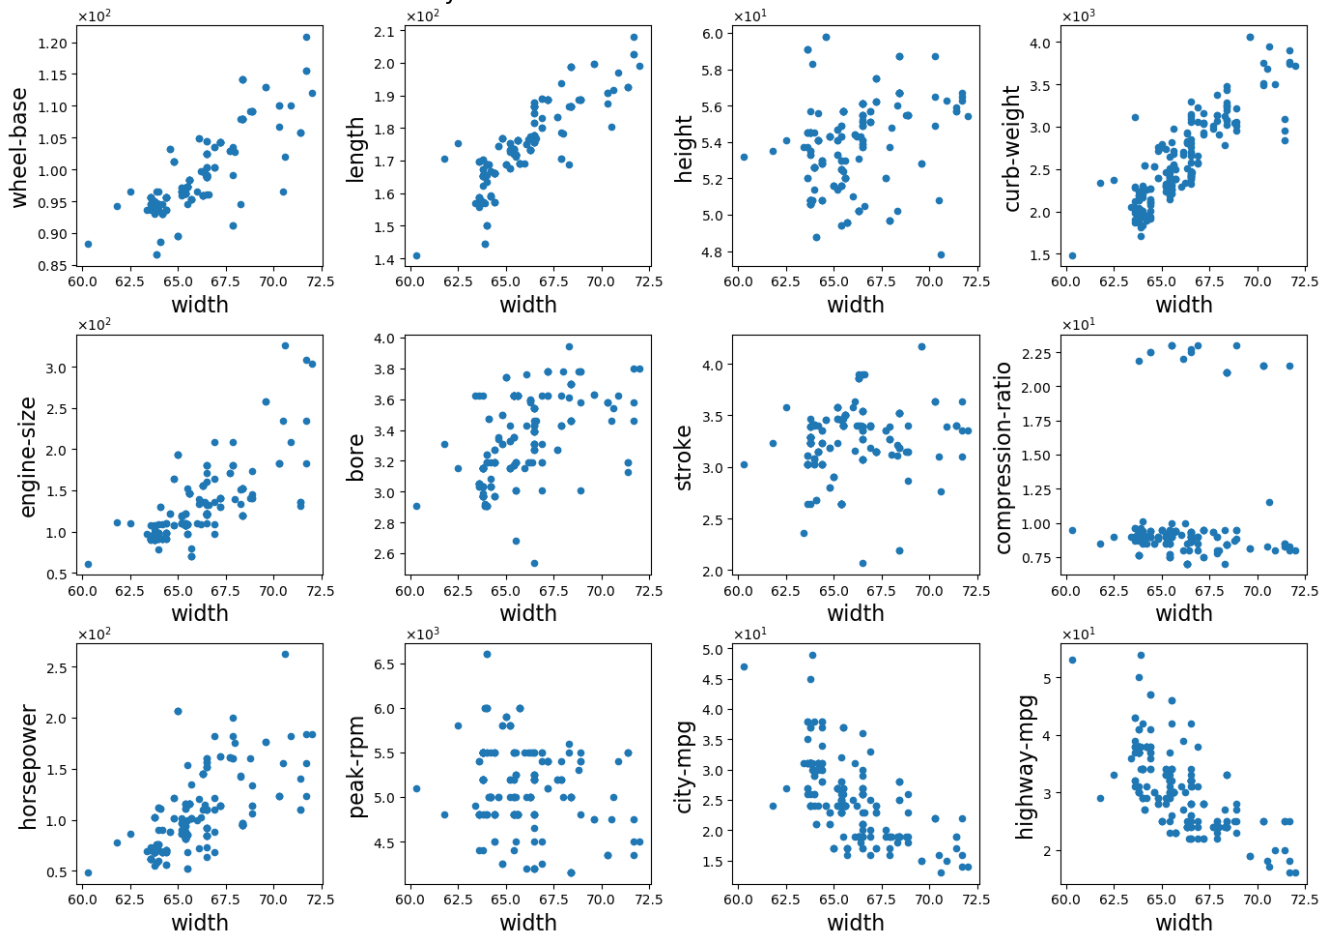 ×10² ×10² ×10¹ ×10³
1.20 2.1 6.0 4.0
1.15 2.0 5.8 3.5
1.10 1.9 5.6 3.0
1.05 1.8 5.4 2.5
1.00 1.7 5.2 2.0
0.95 1.6 5.0 1.5
0.90 1.5 4.8
0.85 1.4
wheel-base length height curb-weight
60.0 62.5 65.0 67.5 70.0 72.5 60.0 62.5 65.0 67.5 70.0 72.5 60.0 62.5 65.0 67.5 70.0 72.5 60.0 62.5 65.0 67.5 70.0 72.5
width width width width
×10² ×10¹
3.0 4.0 4.0 2.25
2.5 3.8 3.5 2.00
2.0 3.6 3.0 1.75
1.5 3.4 2.5 1.50
1.0 3.2 2.0 1.25
0.5 3.0 1.00
2.8 0.75
2.6
engine-size bore stroke compression-ratio
60.0 62.5 65.0 67.5 70.0 72.5 60.0 62.5 65.0 67.5 70.0 72.5 60.0 62.5 65.0 67.5 70.0 72.5 60.0 62.5 65.0 67.5 70.0 72.5
width width width width
×10² ×10³ ×10¹ ×10¹
2.5 6.5 5.0 5
2.0 6.0 4.5 4
1.5 5.5 4.0 3
1.0 5.0 3.5 2
0.5 4.5 3.0
2.5
2.0
1.5
horsepower peak-rpm city-mpg highway-mpg
60.0 62.5 65.0 67.5 70.0 72.5 60.0 62.5 65.0 67.5 70.0 72.5 60.0 62.5 65.0 67.5 70.0 72.5 60.0 62.5 65.0 67.5 70.0 72.5
width width width width